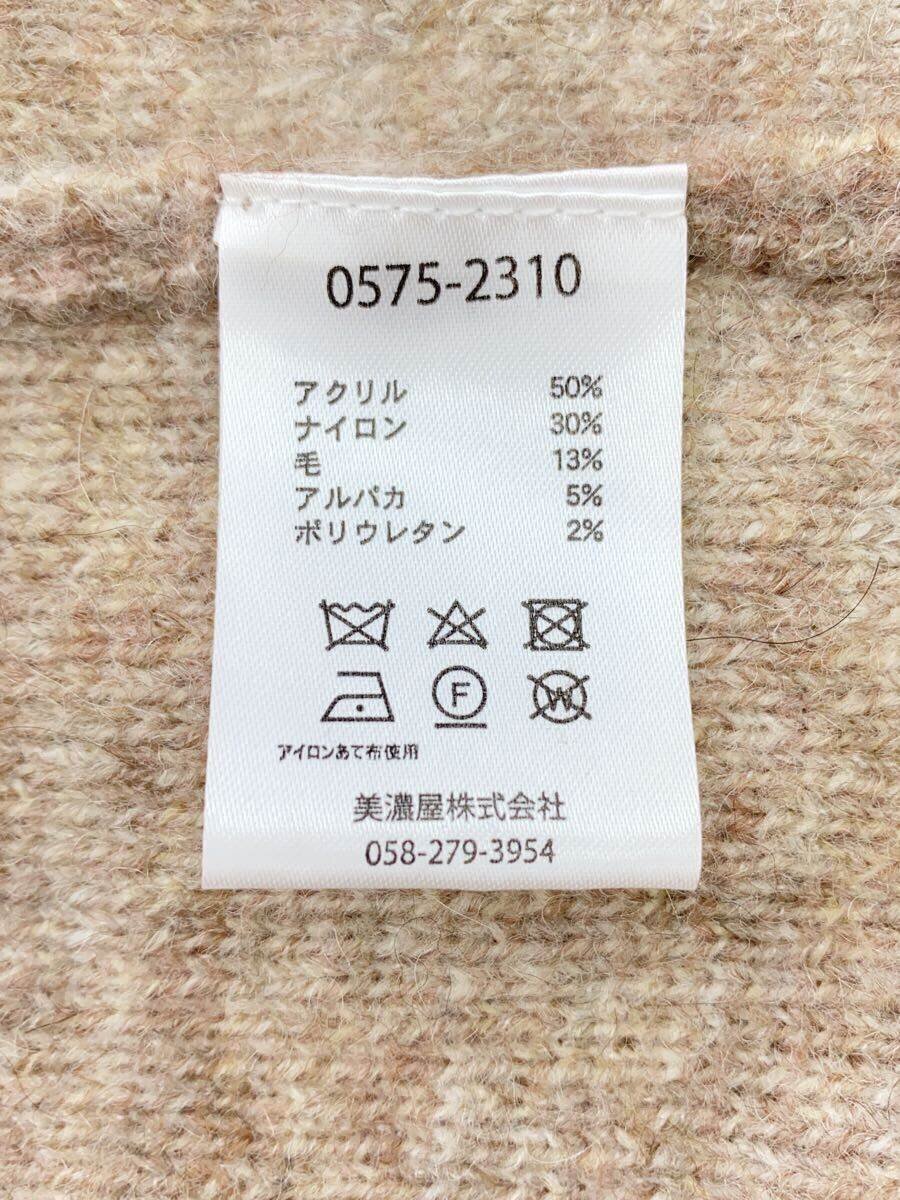 0575-2310
アクリル 50%
ナイロン 30%
毛 13%
アルパカ 5%
ポリウレタン 2%
F W
アイロンあて布使用
美濃屋株式会社
058-279-3954